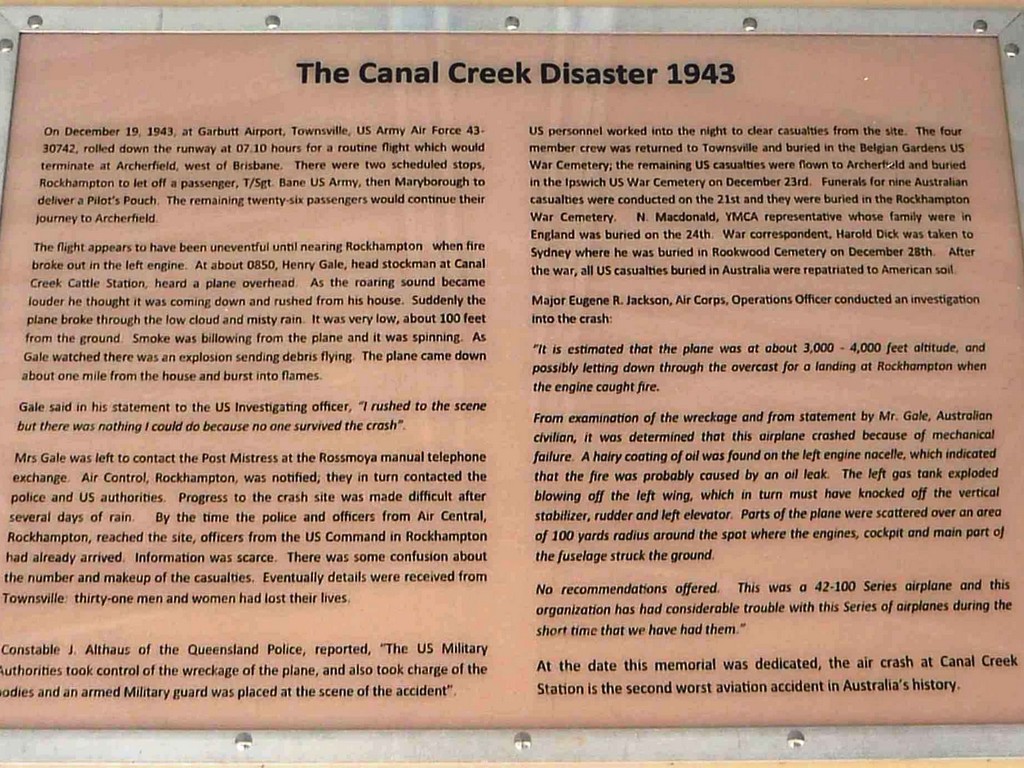 The Canal Creek Disaster 1943
On December 19, 1943, at Garbutt Airport, Townsville, US Army Air Force 43-
30742, rolled down the runway at 07.10 hours for a routine flight which would
terminate at Archerfield, west of Brisbane. There were two scheduled stops,
Rockhampton to let off a passenger, T/Sgt. Bane US Army, then Maryborough to
deliver a Pilot's Pouch. The remaining twenty-six passengers would continue their
journey to Archerfield.
The flight appears to have been uneventful until nearing Rockhampton when fire
broke out in the left engine. At about 0850, Henry Gale, head stockman at Canal
Creek Cattle Station, heard a plane overhead. As the roaring sound became
louder he thought it was coming down and rushed from his house. Suddenly the
plane broke through the low cloud and misty rain. It was very low, about 100 feet
from the ground. Smoke was billowing from the plane and it was spinning. As
Gale watched there was an explosion sending debris flying. The plane came down
about one mile from the house and burst into flames.
Gale said in his statement to the US Investigating officer, "I rushed to the scene
but there was nothing I could do because no one survived the crash".
Mrs Gale was left to contact the Post Mistress at the Rossmoya manual telephone
exchange. Air Control, Rockhampton, was notified; they in turn contacted the
police and US authorities. Progress to the crash site was made difficult after
several days of rain. By the time the police and officers from Air Central,
Rockhampton, reached the site, officers from the US Command in Rockhampton
had already arrived. Information was scarce. There was some confusion about
the number and makeup of the casualties. Eventually details were received from
Townsville: thirty-one men and women had lost their lives.
Constable J. Althaus of the Queensland Police, reported, "The US Military
Authorities took control of the wreckage of the plane, and also took charge of the
odies and an armed Military guard was placed at the scene of the accident".
US personnel worked into the night to clear casualties from the site. The four
member crew was returned to Townsville and buried in the Belgian Gardens US
War Cemetery; the remaining US casualties were flown to Archerfield and buried
in the Ipswich US War Cemetery on December 23rd. Funerals for nine Australian
casualties were conducted on the 21st and they were buried in the Rockhampton
War Cemetery. N. Macdonald, YMCA representative whose family were in
England was buried on the 24th. War correspondent, Harold Dick was taken to
Sydney where he was buried in Rookwood Cemetery on December 28th. After
the war, all US casualties buried in Australia were repatriated to American soil.
Major Eugene R. Jackson, Air Corps, Operations Officer conducted an investigation
into the crash:
"It is estimated that the plane was at about 3,000 - 4,000 feet altitude, and
possibly letting down through the overcast for a landing at Rockhampton when
the engine caught fire.
From examination of the wreckage and from statement by Mr. Gale, Australian
civilian, it was determined that this airplane crashed because of mechanical
failure. A hairy coating of oil was found on the left engine nacelle, which indicated
that the fire was probably caused by an oil leak. The left gas tank exploded
blowing off the left wing, which in turn must have knocked off the vertical
stabilizer, rudder and left elevator. Parts of the plane were scattered over an area
of 100 yards radius around the spot where the engines, cockpit and main part of
the fuselage struck the ground.
No recommendations offered. This was a 42-100 Series airplane and this
organization has had considerable trouble with this Series of airplanes during the
short time that we have had them."
At the date this memorial was dedicated, the air crash at Canal Creek
Station is the second worst aviation accident in Australia's history.